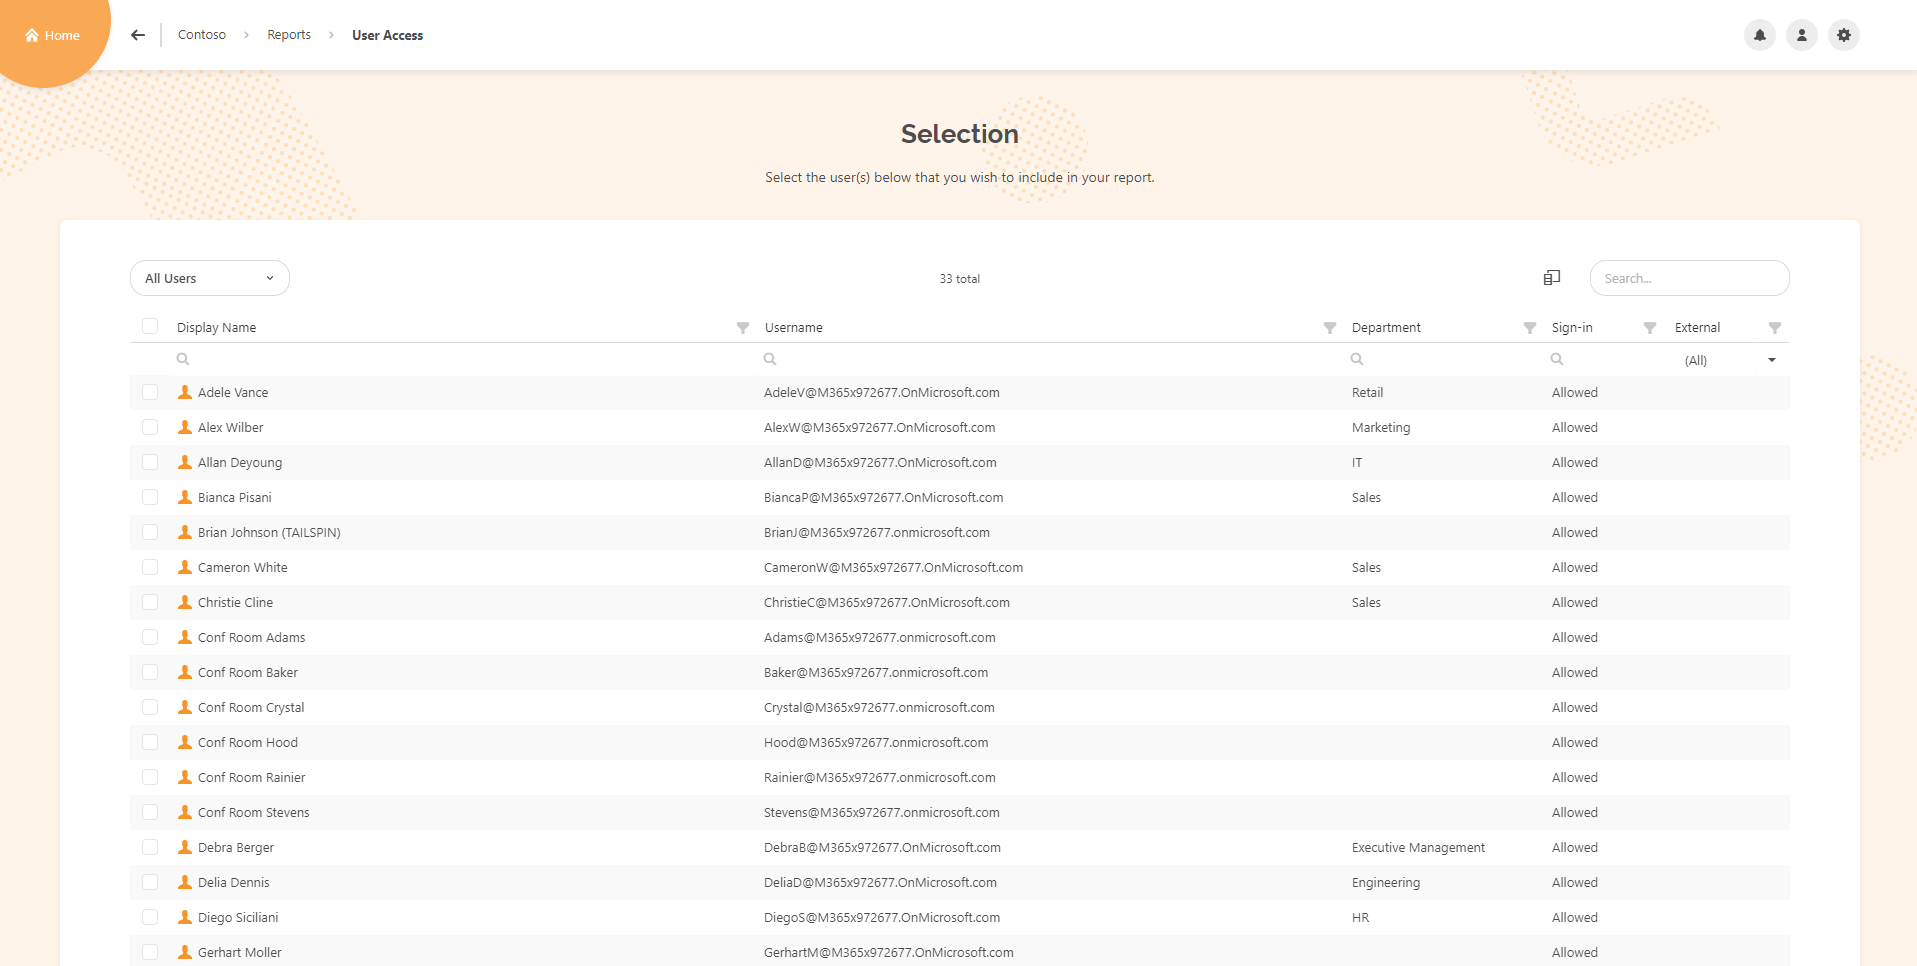 Home
Contoso > Reports > User Access
Selection
Select the user(s) below that you wish to include in your report.
All Users 33 total Search...
Display Name Username Department Sign-in External
(All)
Adele Vance AdeleV@M365x972677.OnMicrosoft.com Retail Allowed
Alex Wilber AlexW@M365x972677.OnMicrosoft.com Marketing Allowed
Allan Deyoung AllanD@M365x972677.OnMicrosoft.com IT Allowed
Bianca Pisani BiancaP@M365x972677.OnMicrosoft.com Sales Allowed
Brian Johnson (TAILSPIN) BrianJ@M365x972677.onmicrosoft.com Allowed
Cameron White CameronW@M365x972677.OnMicrosoft.com Sales Allowed
Christie Cline ChristieC@M365x972677.OnMicrosoft.com Sales Allowed
Conf Room Adams Adams@M365x972677.onmicrosoft.com Allowed
Conf Room Baker Baker@M365x972677.onmicrosoft.com Allowed
Conf Room Crystal Crystal@M365x972677.onmicrosoft.com Allowed
Conf Room Hood Hood@M365x972677.onmicrosoft.com Allowed
Conf Room Rainier Rainier@M365x972677.onmicrosoft.com Allowed
Conf Room Stevens Stevens@M365x972677.onmicrosoft.com Allowed
Debra Berger DebraB@M365x972677.OnMicrosoft.com Executive Management Allowed
Delia Dennis DeliaD@M365x972677.OnMicrosoft.com Engineering Allowed
Diego Siciliani DiegoS@M365x972677.OnMicrosoft.com HR Allowed
Gerhart Moller GerhartM@M365x972677.OnMicrosoft.com Allowed